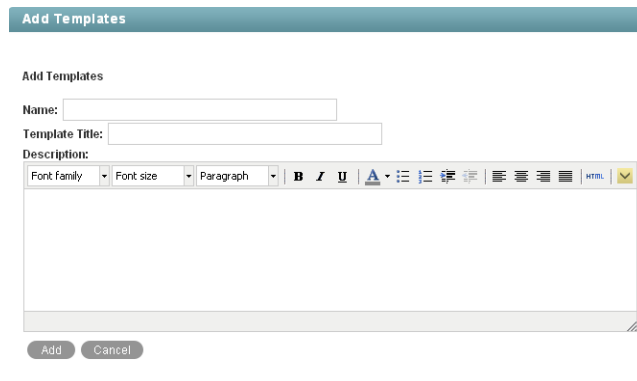 Add Templates
Add Templates
Name:
Template Title:
Description:
Font family Font size Paragraph B I U A HTML
Add Cancel